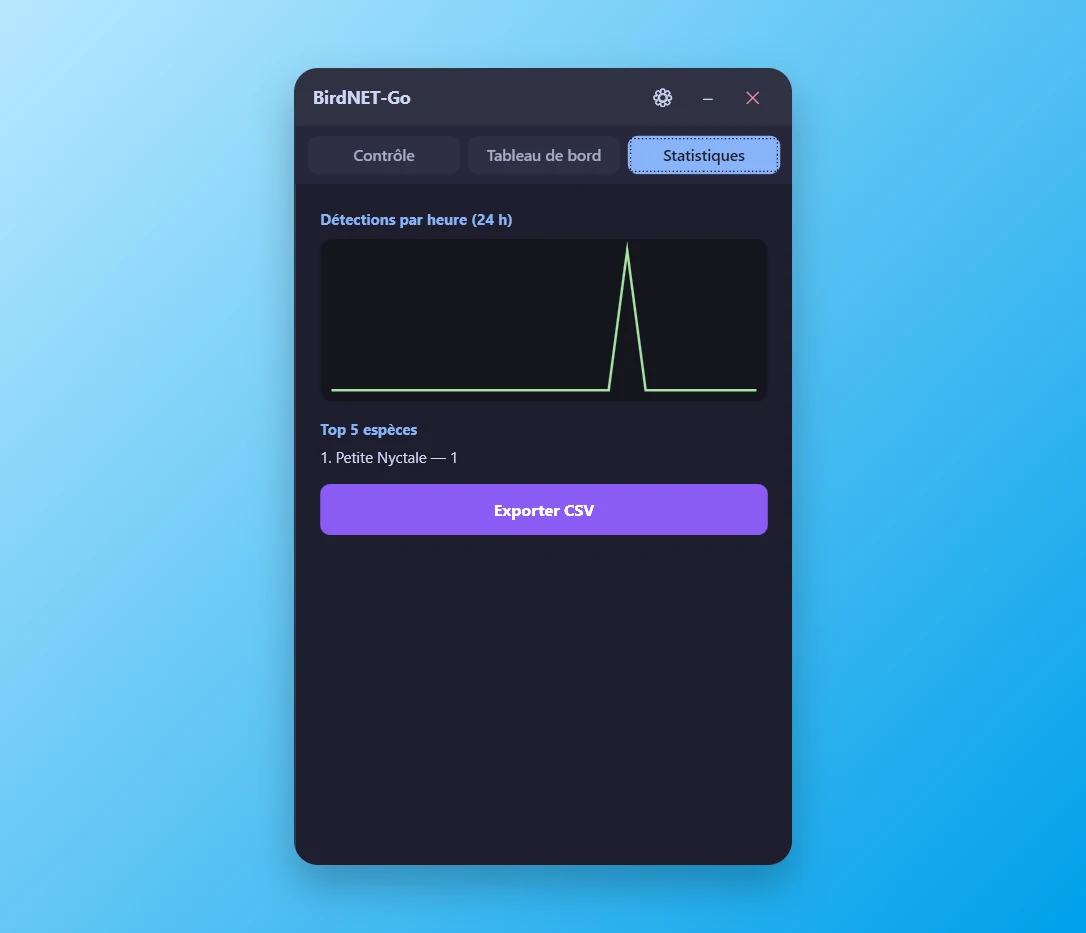 BirdNET-Go
Contrôle
Tableau de bord
Statistiques
Détections par heure (24 h)
Top 5 espèces
1. Petite Nyctale — 1
Exporter CSV